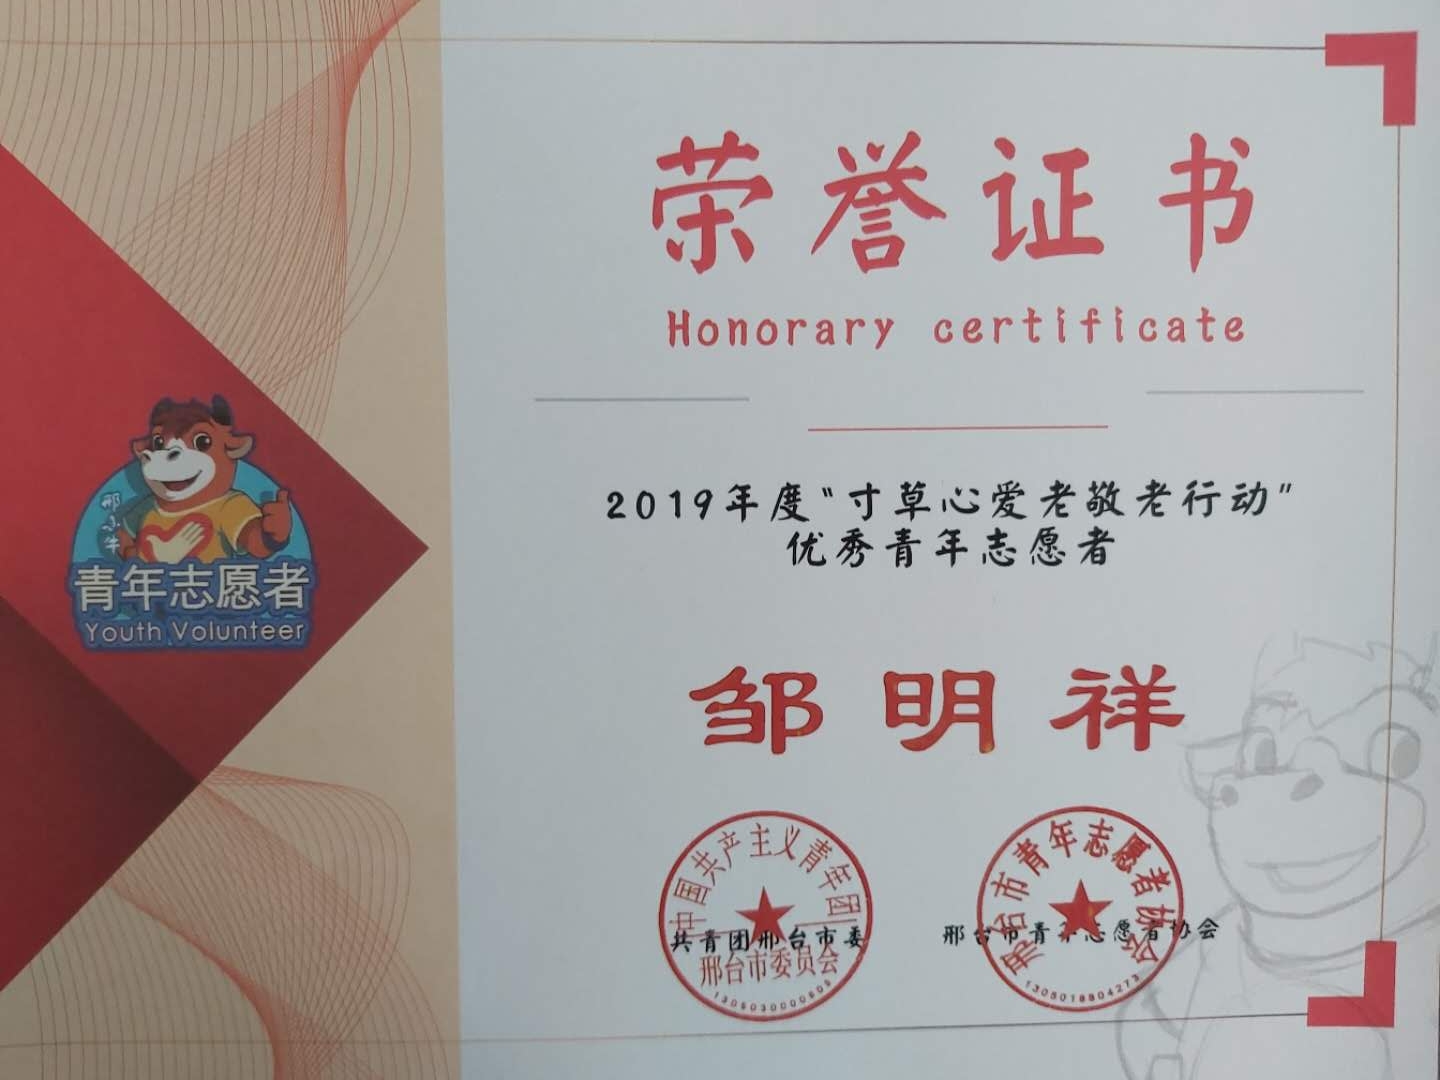 荣誉证书
Honorary certificate
2019年度“寸草心爱老敬老行动”
优秀青年志愿者
邹明祥
共青团邢台市委
邢台市青年志愿者协会
中国共产主义青年团
邢台市委员会
邢台市青年志愿者协会
1305018804273
青年志愿者
Youth Volunteer